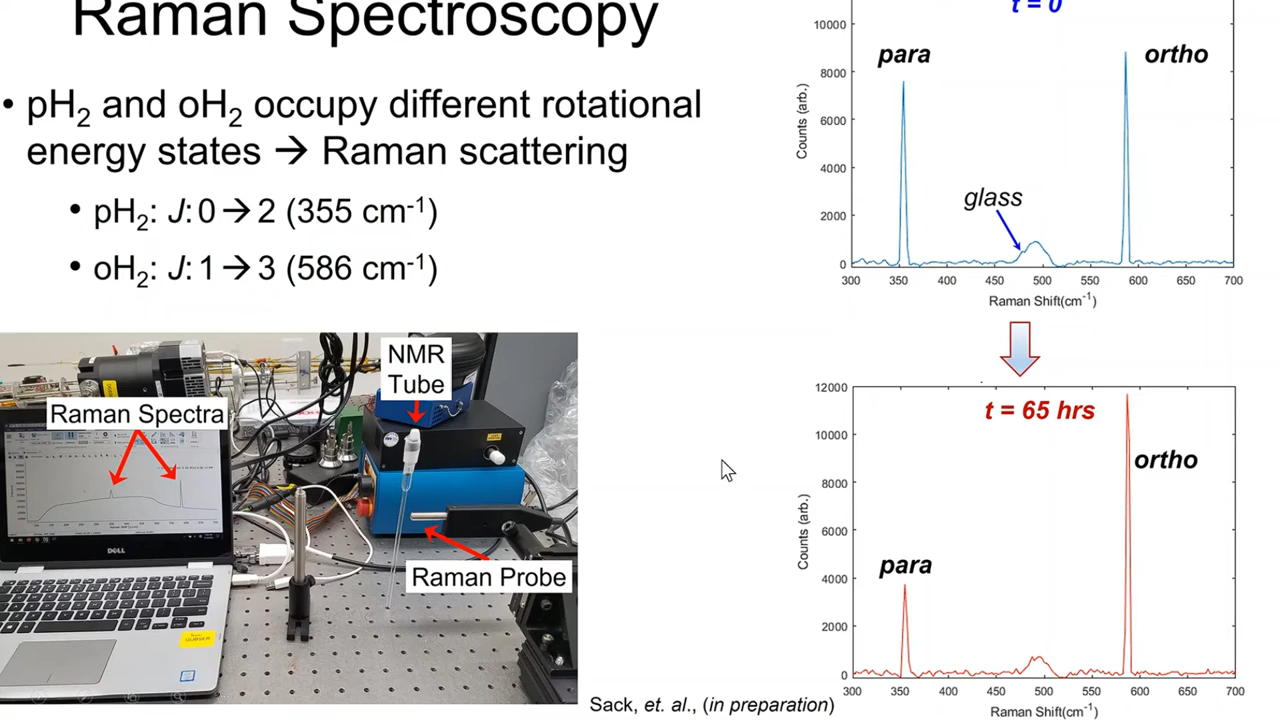 Raman Spectroscopy
• pH2 and oH2 occupy different rotational
energy states → Raman scattering
• pH2: J: 0 → 2 (355 cm-1)
• oH2: J: 1 → 3 (586 cm-1)
NMR
Tube
Raman Spectra
DELL
Raman Probe
t = 0
para
ortho
glass
Counts (arb.)
10000
8000
6000
4000
2000
0
300 350 400 450 500 550 600 650 700
Raman Shift(cm-1)
t = 65 hrs
ortho
para
Counts (arb.)
12000
10000
8000
6000
4000
2000
0
300 350 400 450 500 550 600 650 700
Raman Shift(cm-1)
Sack, et. al., (in preparation)